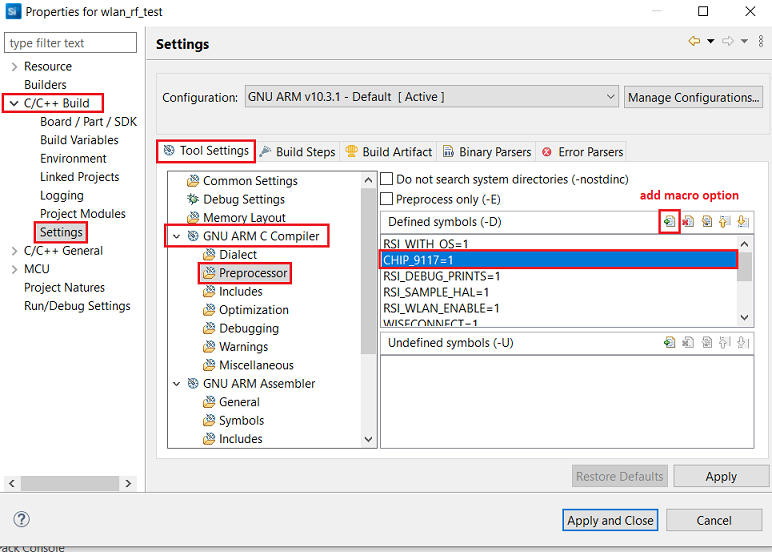 Properties for wlan_rf_test
type filter text
Resource
Builders
C/C++ Build
Board / Part / SDK
Build Variables
Environment
Linked Projects
Logging
Project Modules
Settings
C/C++ General
MCU
Project Natures
Run/Debug Settings
Settings
Configuration:
GNU ARM v10.3.1 - Default [ Active ]
Manage Configurations...
Tool Settings
Build Steps
Build Artifact
Binary Parsers
Error Parsers
Common Settings
Debug Settings
Memory Layout
GNU ARM C Compiler
Dialect
Preprocessor
Includes
Optimization
Debugging
Warnings
Miscellaneous
GNU ARM Assembler
General
Symbols
Includes
Do not search system directories (-nostdinc)
Preprocess only (-E)
add macro option
Defined symbols (-D)
RSI_WITH_OS=1
CHIP_9117=1
RSI_DEBUG_PRINTS=1
RSI_SAMPLE_HAL=1
RSI_WLAN_ENABLE=1
WISECONNECT=1
Undefined symbols (-U)
Restore Defaults
Apply
Apply and Close
Cancel
Pack Console